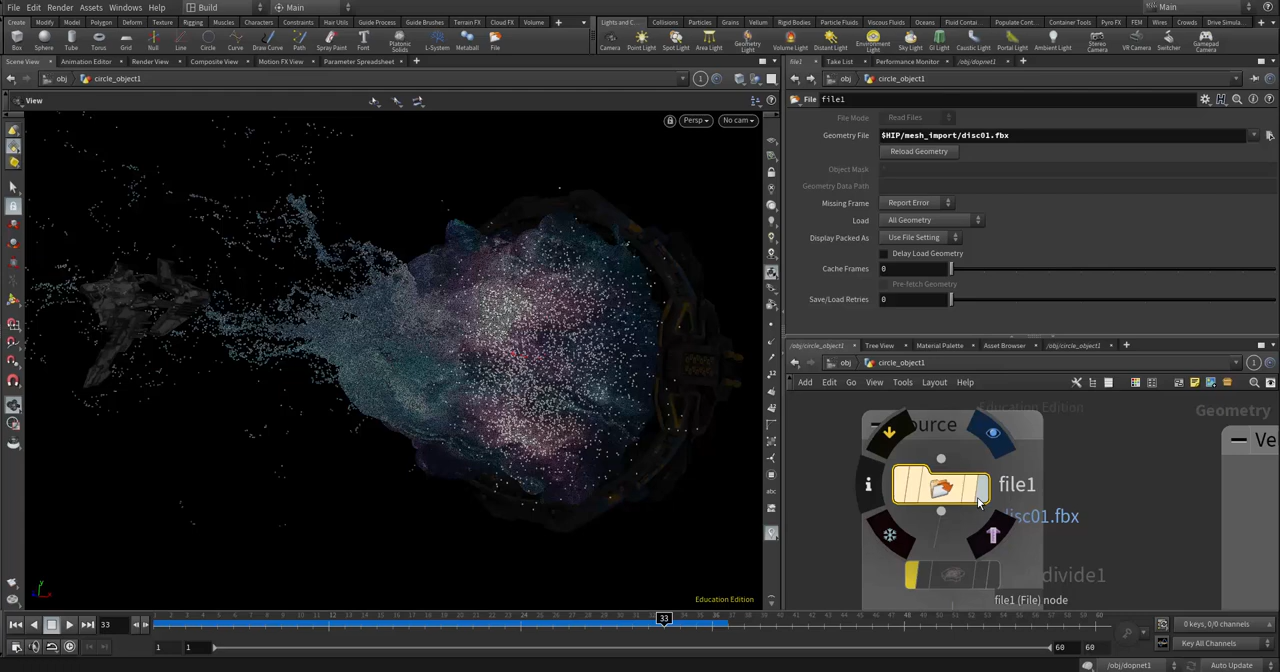 File Edit Render Assets Windows Help Build Main Main
Create Modify Model Polygon Deform Texture Rigging Muscles Characters Constraints Hair Utils Guide Process Guide Brushes Terrain FX Cloud FX Volume
Lights and C... Collisions Particles Grains Vellum Rigid Bodies Particle Fluids Viscous Fluids Oceans Fluid Contai... Populate Cont... Container Tools Pyro FX FEM Wires Crowds Drive Simula...
Box Sphere Tube Torus Grid Null Line Circle Curve Draw Curve Path Spray Paint Font Platonic Solids L-System Metaball File
Camera Point Light Spot Light Area Light Geometry Light Volume Light Distant Light Environment Light Sky Light GI Light Caustic Light Portal Light Ambient Light Stereo Camera VR Camera Switcher Gamepad Camera
Scene View Animation Editor Render View Composite View Motion FX View Parameter Spreadsheet
file1 Take List Performance Monitor /obj/dopnet1
obj circle_object1
obj circle_object1
View
File file1
Persp No cam
File Mode Read Files
Geometry File $HIP/mesh_import/disc01.fbx
Reload Geometry
Object Mask
Geometry Data Path
Missing Frame Report Error
Load All Geometry
Display Packed As Use File Setting
Delay Load Geometry
Cache Frames 0
Pre-fetch Geometry
Save/Load Retries 0
/obj/circle_object1 Tree View Material Palette Asset Browser /obj/circle_object1
obj circle_object1
Add Edit Go View Tools Layout Help
Education Edition
Geometry
Ve
file1
disc01.fbx
file1 (File) node
Education Edition
33
33
1 1 60 60
0 keys, 0/0 channels
Key All Channels
/obj/dopnet1 Auto Update